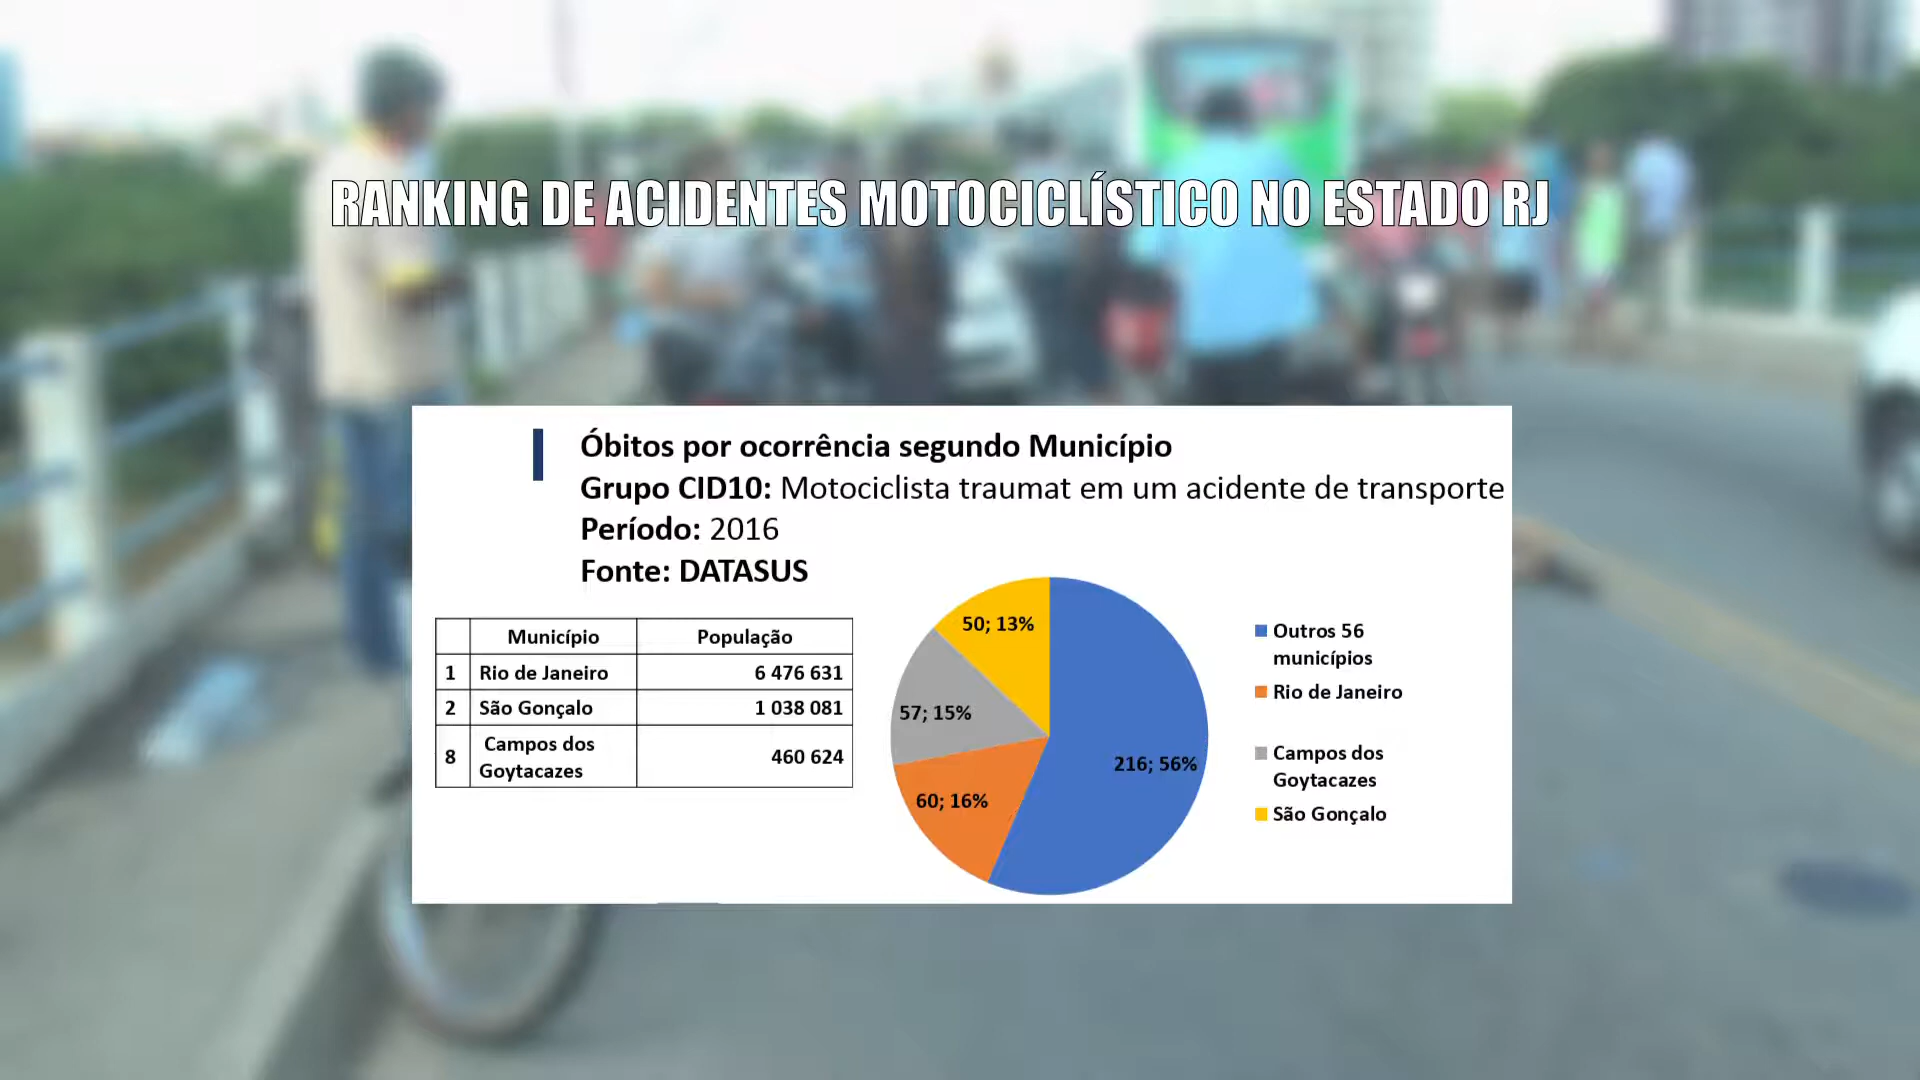 RANKING DE ACIDENTES MOTOCICLÍSTICO NO ESTADO RJ
Óbitos por ocorrência segundo Município
Grupo CID10: Motociclista traumat em um acidente de transporte
Período: 2016
Fonte: DATASUS
Município População
1 Rio de Janeiro 6 476 631
2 São Gonçalo 1 038 081
8 Campos dos Goytacazes 460 624
50; 13%
57; 15%
216; 56%
60; 16%
Outros 56
municípios
Rio de Janeiro
Campos dos
Goytacazes
São Gonçalo